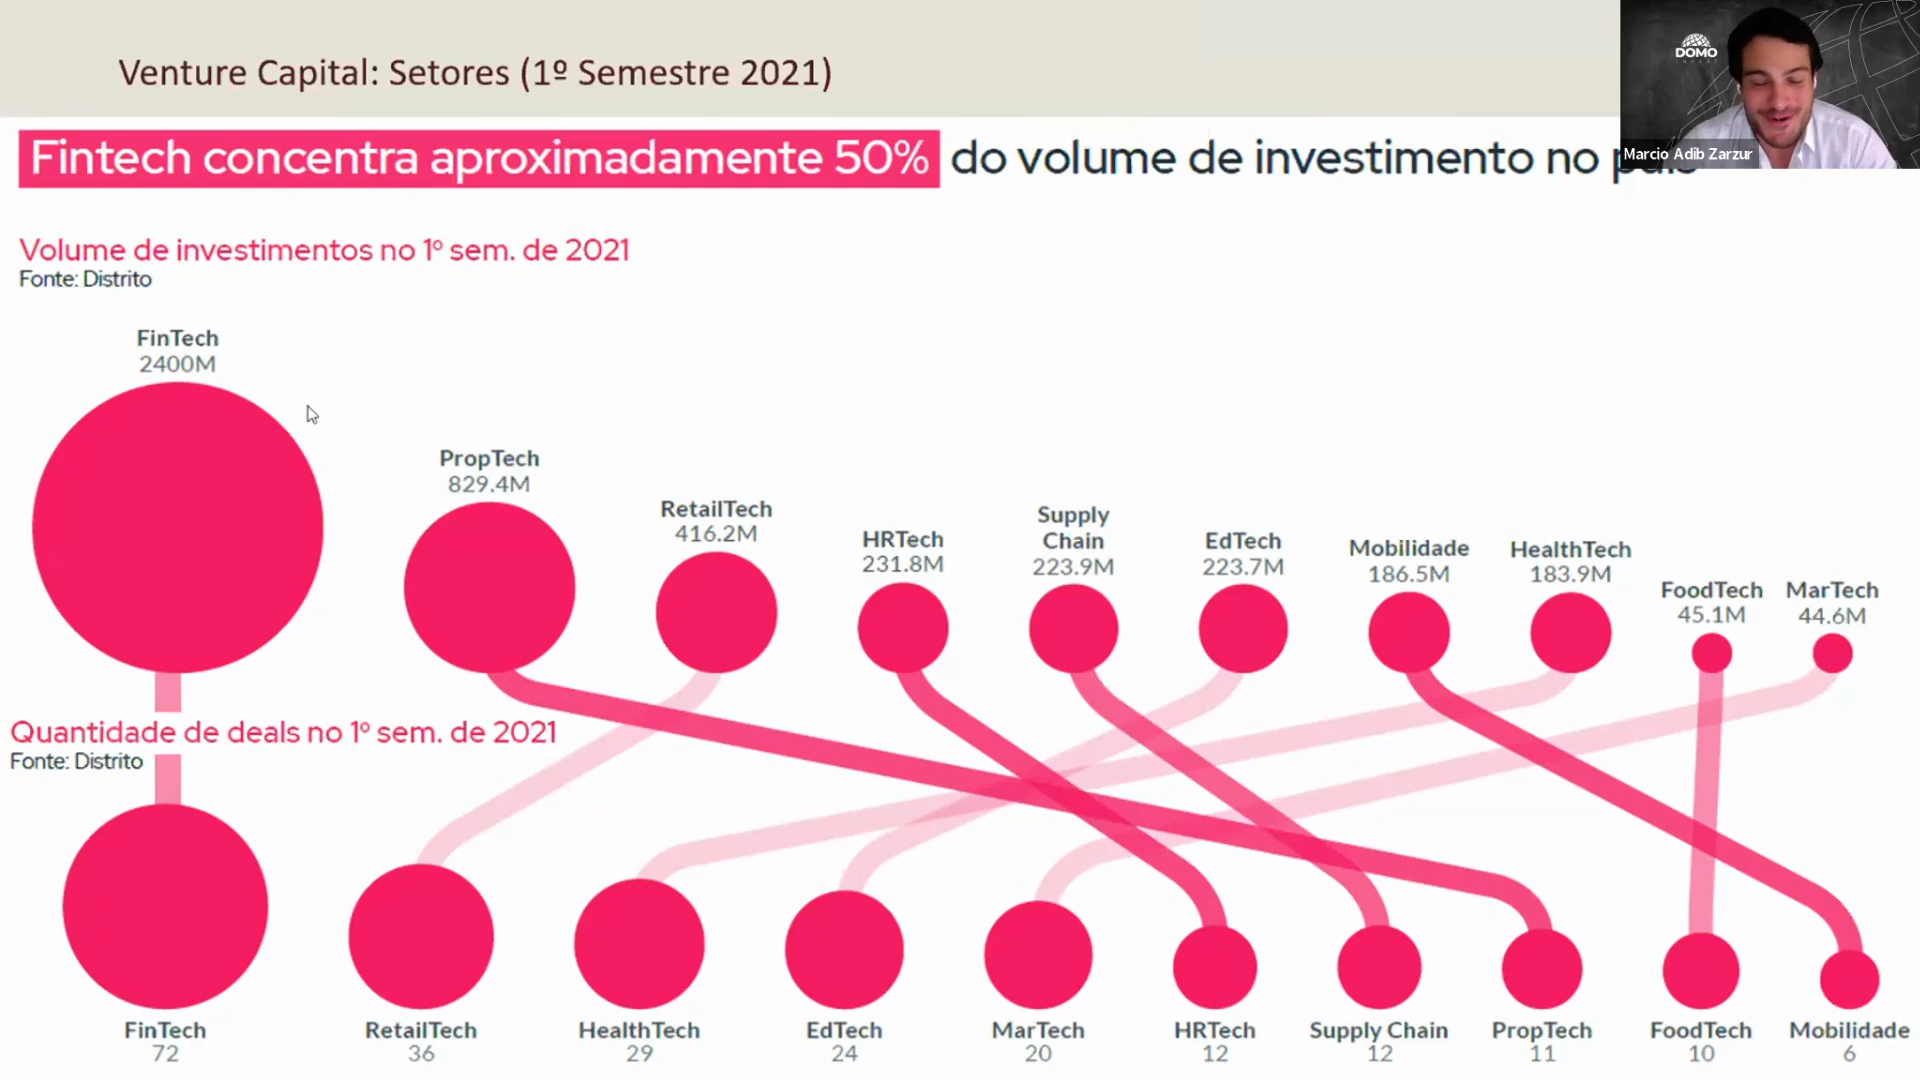 Venture Capital: Setores (1º Semestre 2021)
DOMO
Marcio Adib Zarzur
Fintech concentra aproximadamente 50% do volume de investimento no
Volume de investimentos no 1º sem. de 2021
Fonte: Distrito
FinTech
2400M
PropTech
829.4M
RetailTech
416.2M
HRTech
231.8M
Supply
Chain
223.9M
EdTech
223.7M
Mobilidade
186.5M
HealthTech
183.9M
FoodTech
45.1M
MarTech
44.6M
Quantidade de deals no 1º sem. de 2021
Fonte: Distrito
FinTech
72
RetailTech
36
HealthTech
29
EdTech
24
MarTech
20
HRTech
12
Supply Chain
12
PropTech
11
FoodTech
10
Mobilidade
6